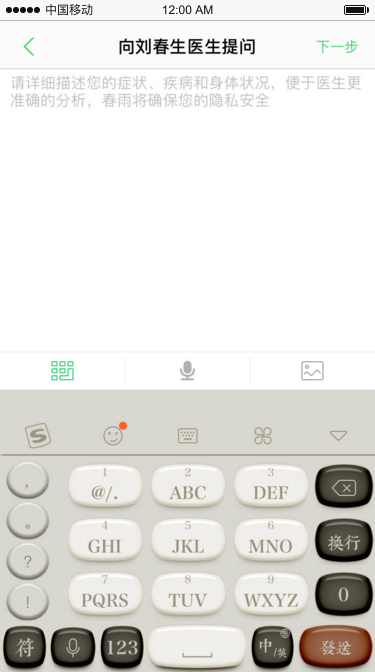 中国移动 12:00 AM
向刘春生医生提问 下一步
请详细描述您的症状、疾病和身体状况，便于医生更
准确的分析，春雨将确保您的隐私安全
S
， 1 @/. 2 ABC 3 DEF
。 4 GHI 5 JKL 6 MNO 换行
? 7 PQRS 8 TUV 9 WXYZ 0
!
符 123 中/英 發送